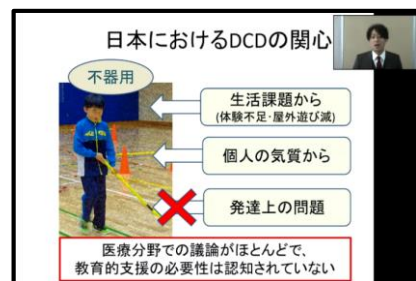 日本におけるDCDの関心
不器用
生活課題から
(体験不足･屋外遊び減)
個人の気質から
発達上の問題
医療分野での議論がほとんどで、
教育的支援の必要性は認知されていない